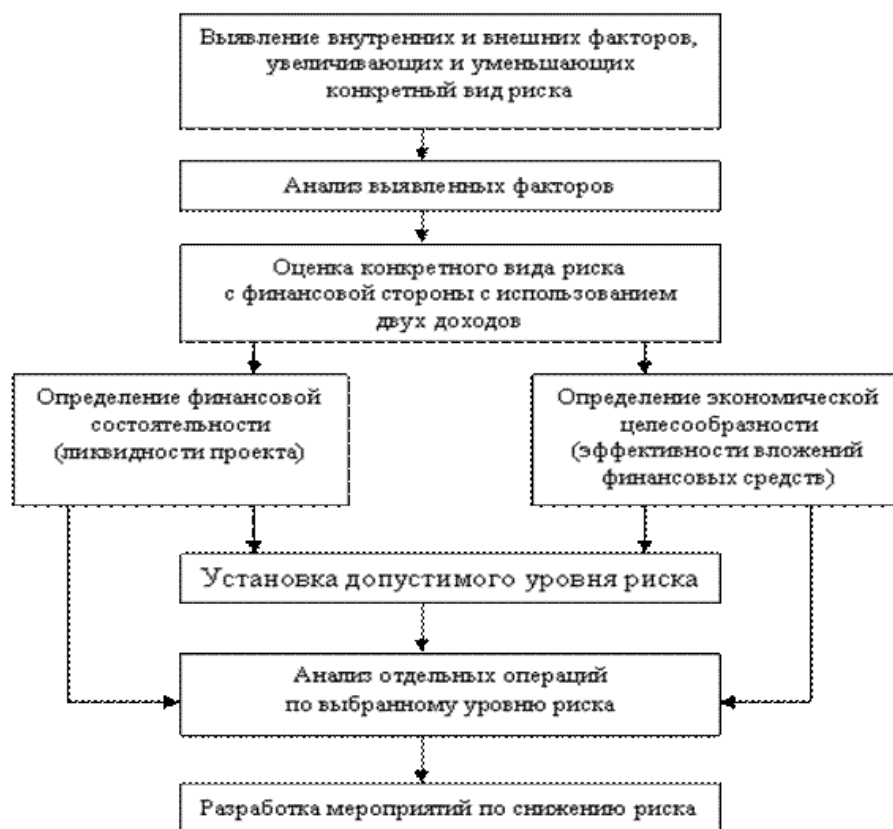 Выявление внутренних и внешних факторов,
увеличивающих и уменьшающих
конкретный вид риска
Анализ выявленных факторов
Оценка конкретного вида риска
с финансовой стороны с использованием
двух доходов
Определение финансовой
состоятельности
(ликвидности проекта)
Определение экономической
целесообразности
(эффективности вложений
финансовых средств)
Установка допустимого уровня риска
Анализ отдельных операций
по выбранному уровню риска
Разработка мероприятий по снижению риска